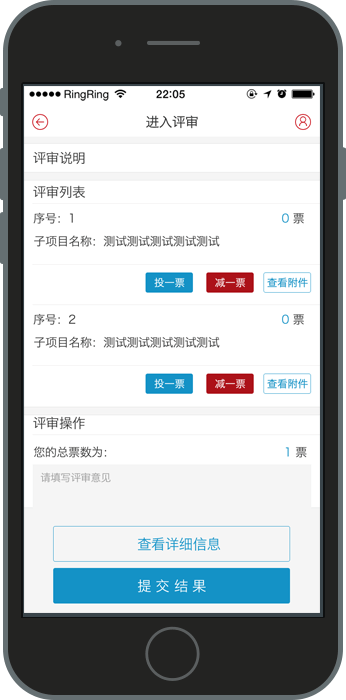 RingRing 22:05
进入评审
评审说明
评审列表
序号：1 0 票
子项目名称：测试测试测试测试测试
投一票 减一票 查看附件
序号：2 0 票
子项目名称：测试测试测试测试测试
投一票 减一票 查看附件
评审操作
您的总票数为： 1 票
请填写评审意见
查看详细信息
提交结果